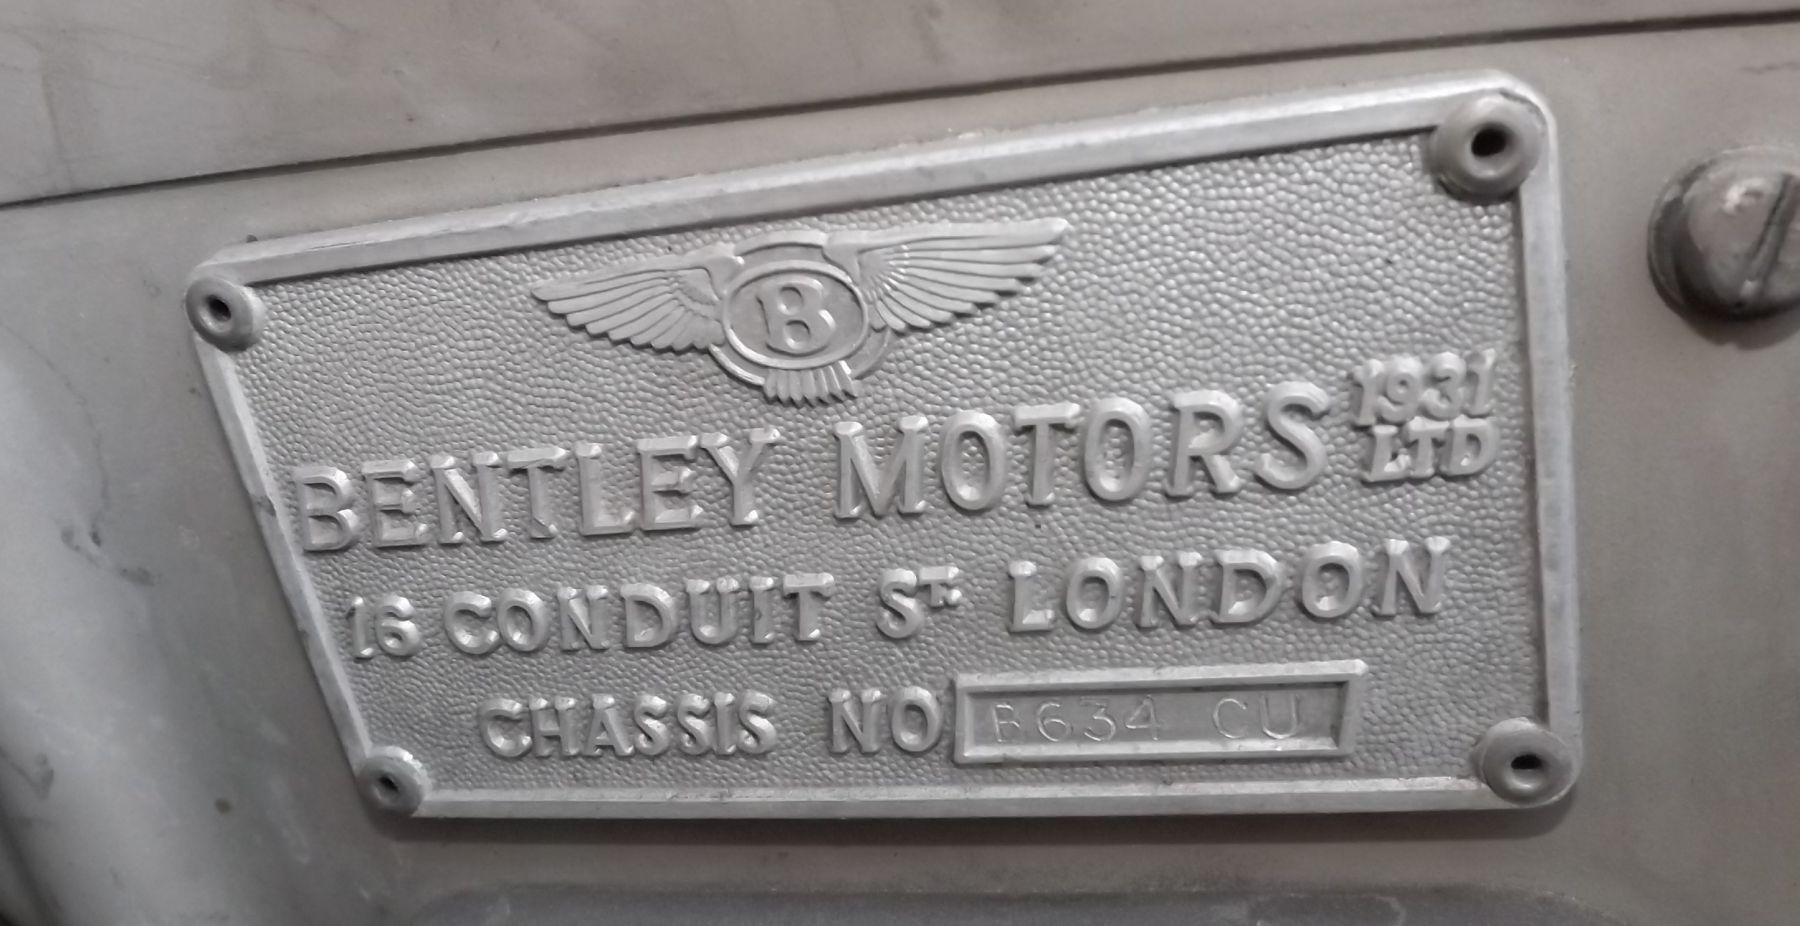 B
BENTLEY MOTORS 1931 LTD
16 CONDUIT ST. LONDON
CHASSIS NO B634 CU